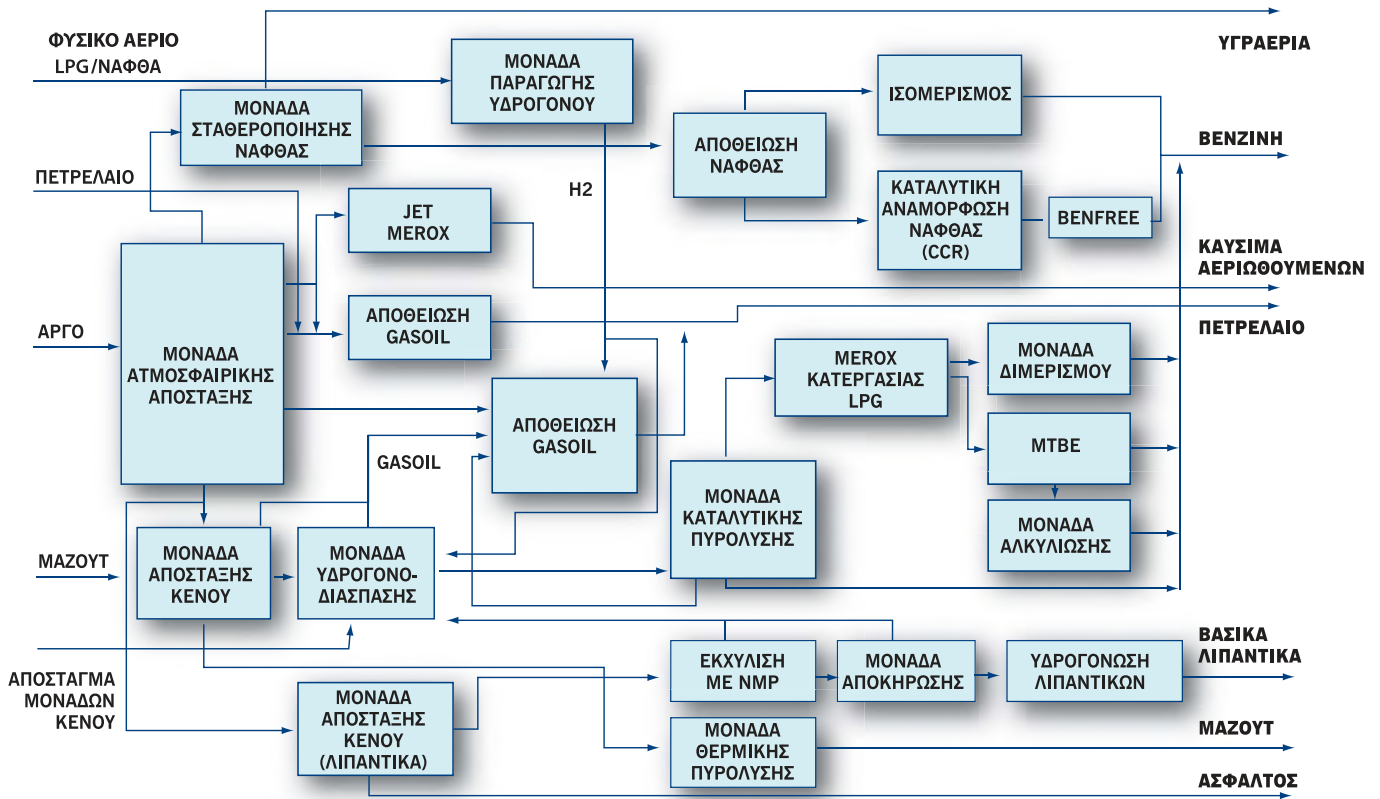 ΦΥΣΙΚΟ ΑΕΡΙΟ
LPG/ΝΑΦΘΑ
ΜΟΝΑΔΑ
ΠΑΡΑΓΩΓΗΣ
ΥΔΡΟΓΟΝΟΥ
ΥΓΡΑΕΡΙΑ
ΜΟΝΑΔΑ
ΣΤΑΘΕΡΟΠΟΙΗΣΗΣ
ΝΑΦΘΑΣ
ΑΠΟΘΕΙΩΣΗ
ΝΑΦΘΑΣ
ΙΣΟΜΕΡΙΣΜΟΣ
ΒΕΝΖΙΝΗ
ΠΕΤΡΕΛΑΙΟ
H2
JET
MEROX
ΚΑΤΑΛΥΤΙΚΗ
ΑΝΑΜΟΡΦΩΣΗ
ΝΑΦΘΑΣ
(CCR)
BENFREE
ΚΑΥΣΙΜΑ
ΑΕΡΙΩΘΟΥΜΕΝΩΝ
ΑΡΓΟ
ΜΟΝΑΔΑ
ΑΤΜΟΣΦΑΙΡΙΚΗΣ
ΑΠΟΣΤΑΞΗΣ
ΑΠΟΘΕΙΩΣΗ
GASOIL
ΠΕΤΡΕΛΑΙΟ
ΑΠΟΘΕΙΩΣΗ
GASOIL
MEROX
ΚΑΤΕΡΓΑΣΙΑΣ
LPG
ΜΟΝΑΔΑ
ΔΙΜΕΡΙΣΜΟΥ
MTBE
ΜΟΝΑΔΑ
ΑΛΚΥΛΙΩΣΗΣ
GASOIL
ΜΟΝΑΔΑ
ΚΑΤΑΛΥΤΙΚΗΣ
ΠΥΡΟΛΥΣΗΣ
ΜΑΖΟΥΤ
ΜΟΝΑΔΑ
ΑΠΟΣΤΑΞΗΣ
ΚΕΝΟΥ
ΜΟΝΑΔΑ
ΥΔΡΟΓΟΝΟ-
ΔΙΑΣΠΑΣΗΣ
ΑΠΟΣΤΑΓΜΑ
ΜΟΝΑΔΩΝ
ΚΕΝΟΥ
ΕΚΧΥΛΙΣΗ
ΜΕ NMP
ΜΟΝΑΔΑ
ΑΠΟΚΗΡΩΣΗΣ
ΥΔΡΟΓΟΝΩΣΗ
ΛΙΠΑΝΤΙΚΩΝ
ΒΑΣΙΚΑ
ΛΙΠΑΝΤΙΚΑ
ΜΟΝΑΔΑ
ΑΠΟΣΤΑΞΗΣ
ΚΕΝΟΥ
(ΛΙΠΑΝΤΙΚΑ)
ΜΟΝΑΔΑ
ΘΕΡΜΙΚΗΣ
ΠΥΡΟΛΥΣΗΣ
ΜΑΖΟΥΤ
ΑΣΦΑΛΤΟΣ